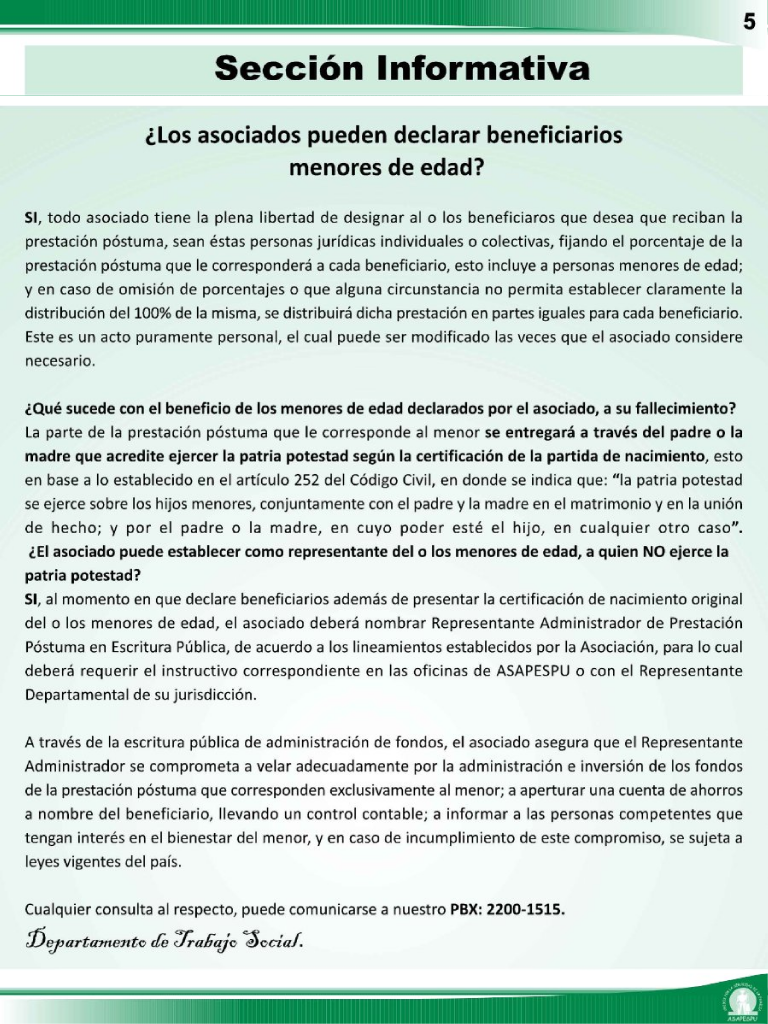 5
Sección Informativa
¿Los asociados pueden declarar beneficiarios
menores de edad?
SI, todo asociado tiene la plena libertad de designar al o los beneficiaros que desea que reciban la
prestación póstuma, sean éstas personas jurídicas individuales o colectivas, fijando el porcentaje de la
prestación póstuma que le corresponderá a cada beneficiario, esto incluye a personas menores de edad;
y en caso de omisión de porcentajes o que alguna circunstancia no permita establecer claramente la
distribución del 100% de la misma, se distribuirá dicha prestación en partes iguales para cada beneficiario.
Este es un acto puramente personal, el cual puede ser modificado las veces que el asociado considere
necesario.
¿Qué sucede con el beneficio de los menores de edad declarados por el asociado, a su fallecimiento?
La parte de la prestación póstuma que le corresponde al menor se entregará a través del padre o la
madre que acredite ejercer la patria potestad según la certificación de la partida de nacimiento, esto
en base a lo establecido en el artículo 252 del Código Civil, en donde se indica que: “la patria potestad
se ejerce sobre los hijos menores, conjuntamente con el padre y la madre en el matrimonio y en la unión
de hecho; y por el padre o la madre, en cuyo poder esté el hijo, en cualquier otro caso”.
¿El asociado puede establecer como representante del o los menores de edad, a quien NO ejerce la
patria potestad?
SI, al momento en que declare beneficiarios además de presentar la certificación de nacimiento original
del o los menores de edad, el asociado deberá nombrar Representante Administrador de Prestación
Póstuma en Escritura Pública, de acuerdo a los lineamientos establecidos por la Asociación, para lo cual
deberá requerir el instructivo correspondiente en las oficinas de ASAPESPU o con el Representante
Departamental de su jurisdicción.
A través de la escritura pública de administración de fondos, el asociado asegura que el Representante
Administrador se comprometa a velar adecuadamente por la administración e inversión de los fondos
de la prestación póstuma que corresponden exclusivamente al menor; a aperturar una cuenta de ahorros
a nombre del beneficiario, llevando un control contable; a informar a las personas competentes que
tengan interés en el bienestar del menor, y en caso de incumplimiento de este compromiso, se sujeta a
leyes vigentes del país.
Cualquier consulta al respecto, puede comunicarse a nuestro PBX: 2200-1515.
Departamento de Trabajo Social.
ASAPESPU